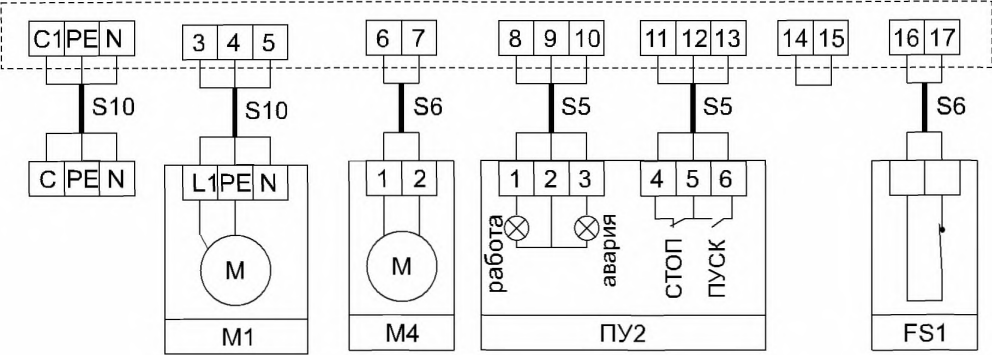 C1 PE N 3 4 5 6 7 8 9 10 11 12 13 14 15 16 17
S10 S10 S6 S5 S5 S6
C PE N L1 PE N 1 2 1 2 3 4 5 6
работа авария СТОП ПУСК
M M
M1 M4 ПУ2 FS1